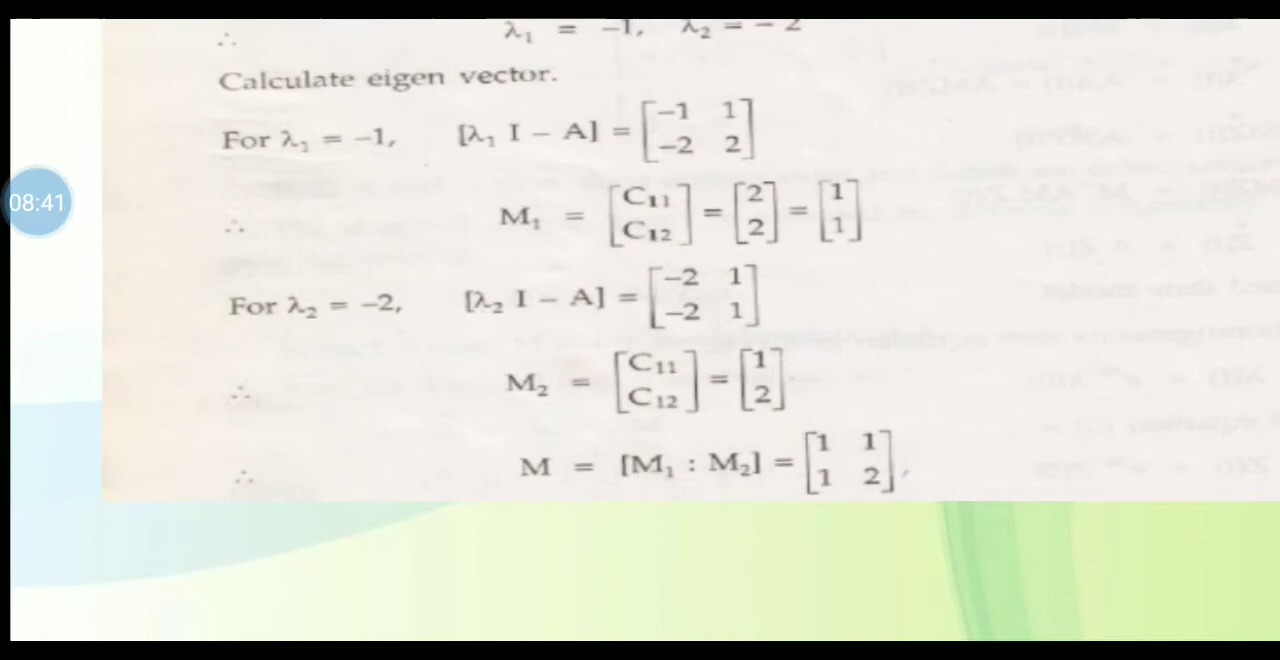 ∴ λ₁ = −1, λ₂ = − 2
Calculate eigen vector.
For λ₁ = −1, [λ₁ I − A] = [−1 1; −2 2]
∴ M₁ = [C₁₁; C₁₂] = [2; 2] = [1; 1]
For λ₂ = −2, [λ₂ I − A] = [−2 1; −2 1]
∴ M₂ = [C₁₁; C₁₂] = [1; 2]
∴ M = [M₁ : M₂] = [1 1; 1 2],
08:41